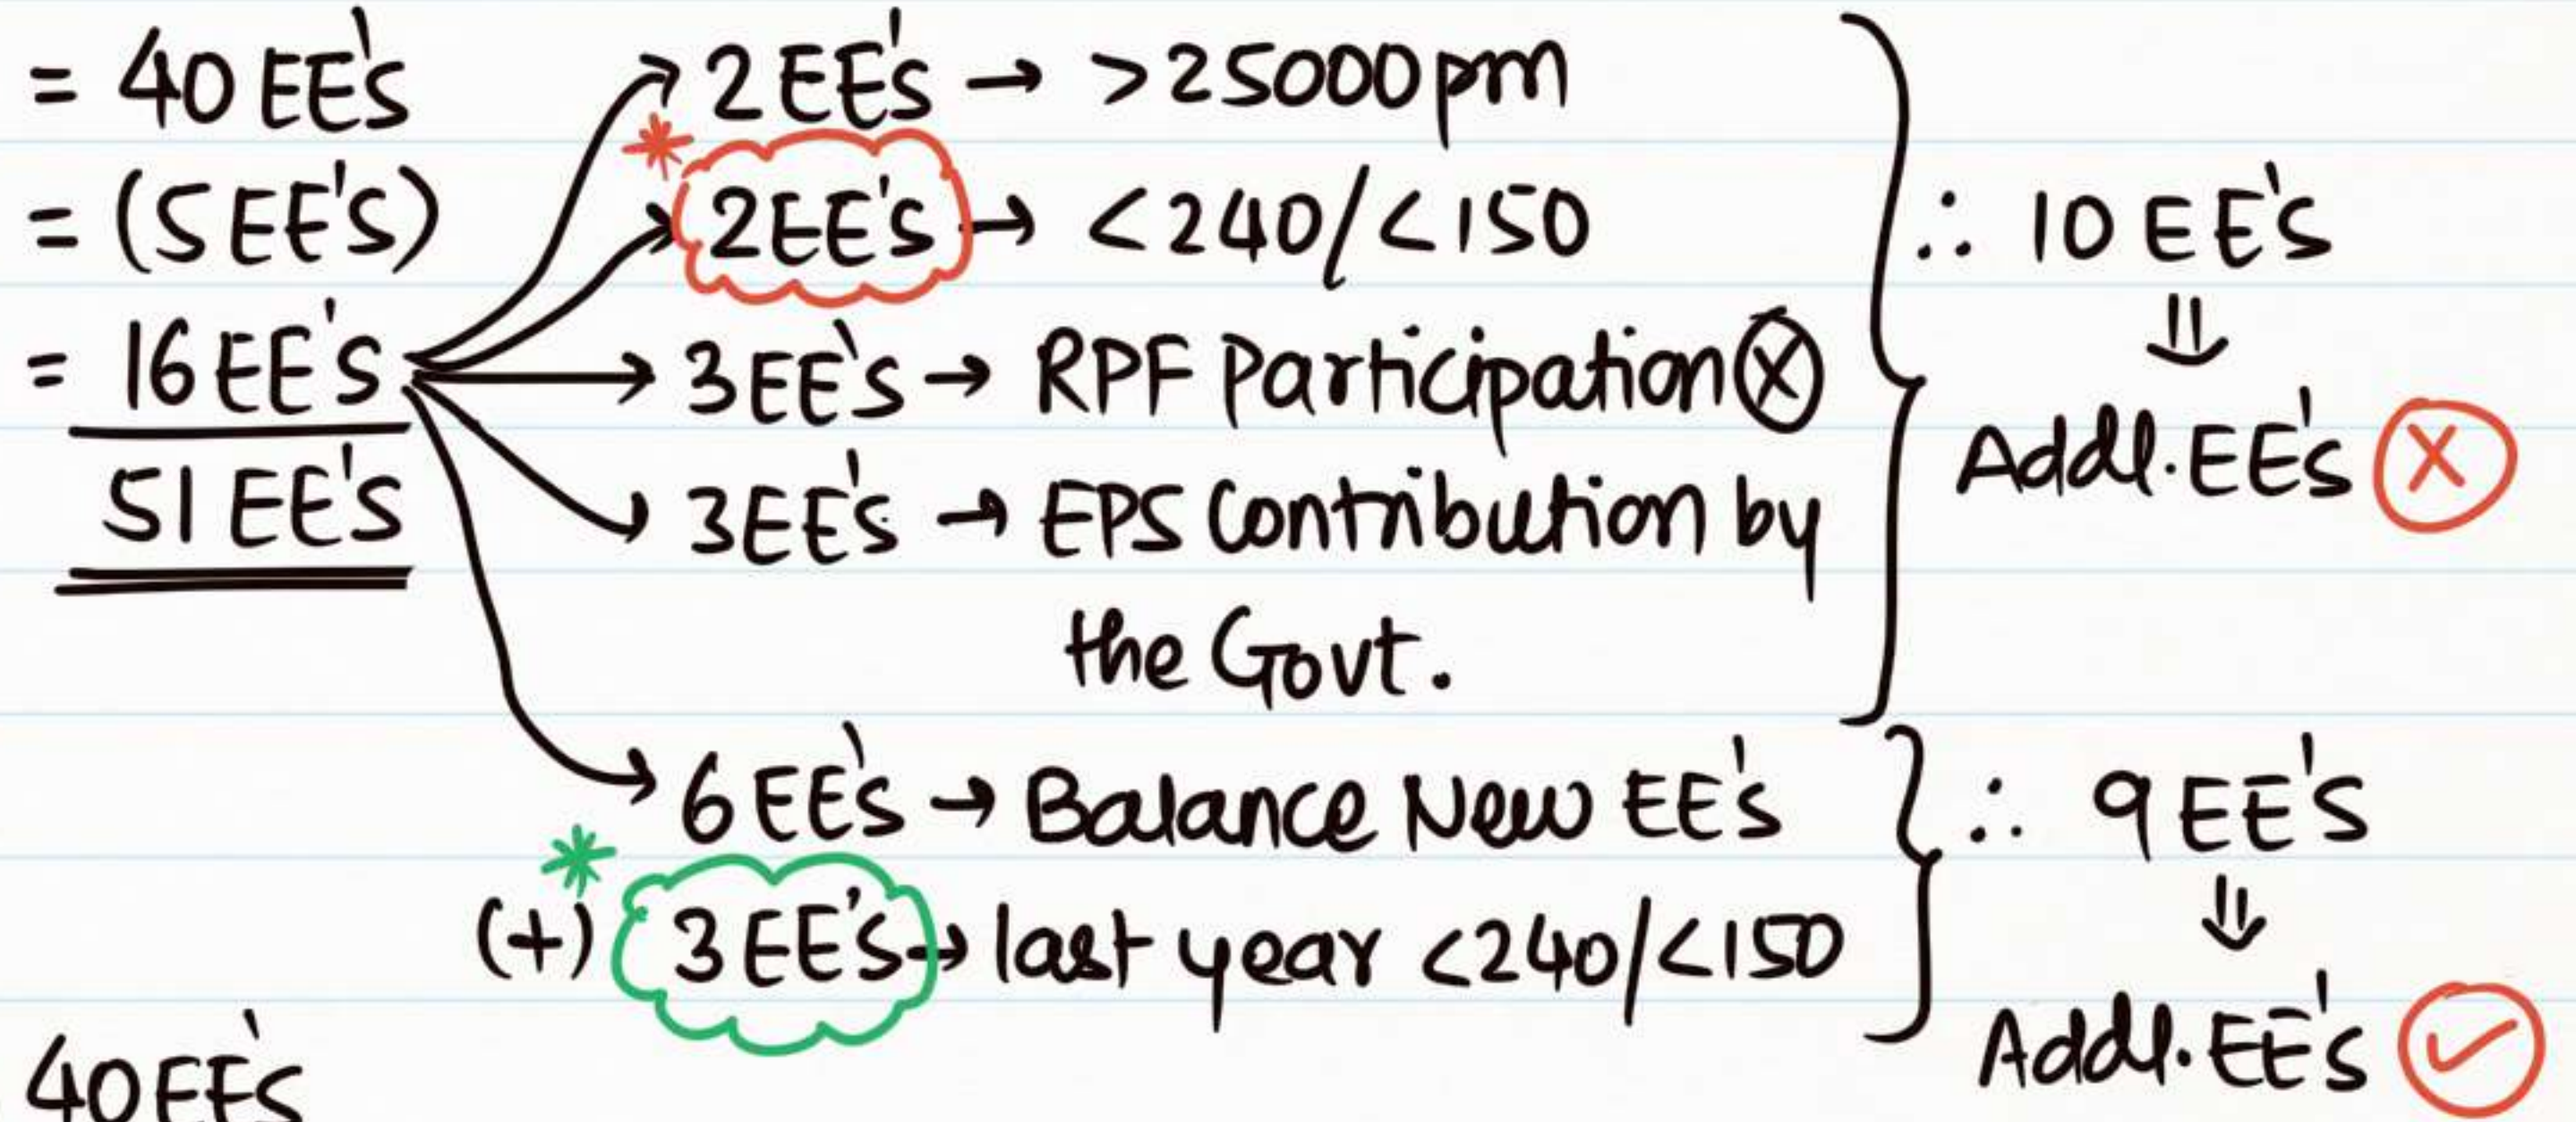 = 40 EE's
= (5 EE's)
= 16 EE's
51 EE's
2 EE's → >25000 pm
* 2EE's → <240/<150
3 EE's → RPF Participation ⓧ
3 EE's → EPS Contribution by
the Govt.
∴ 10 EE's
⇓
Addl. EE's ⓧ
6 EE's → Balance New EE's
* (+) 3 EE's → last year <240/<150
∴ 9 EE's
⇓
Addl. EE's ✓
40 EE's